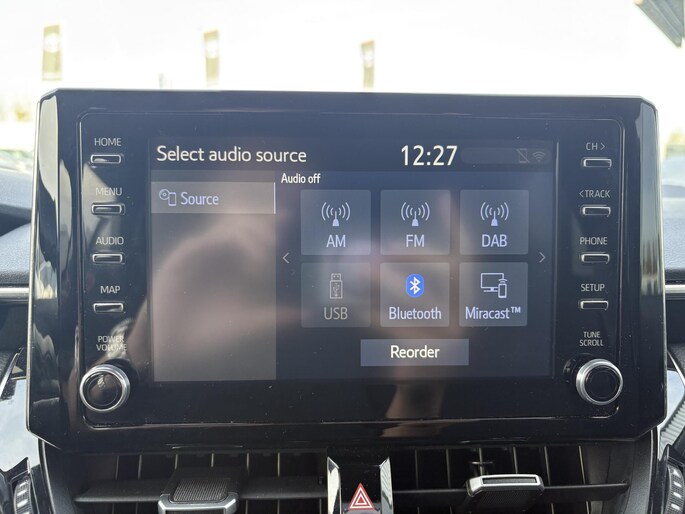 HOME
MENU
AUDIO
MAP
POWER
VOLUME
Select audio source
12:27
Source
Audio off
AM
FM
DAB
USB
Bluetooth
Miracast™
Reorder
CH >
< TRACK
PHONE
SETUP
TUNE
SCROLL